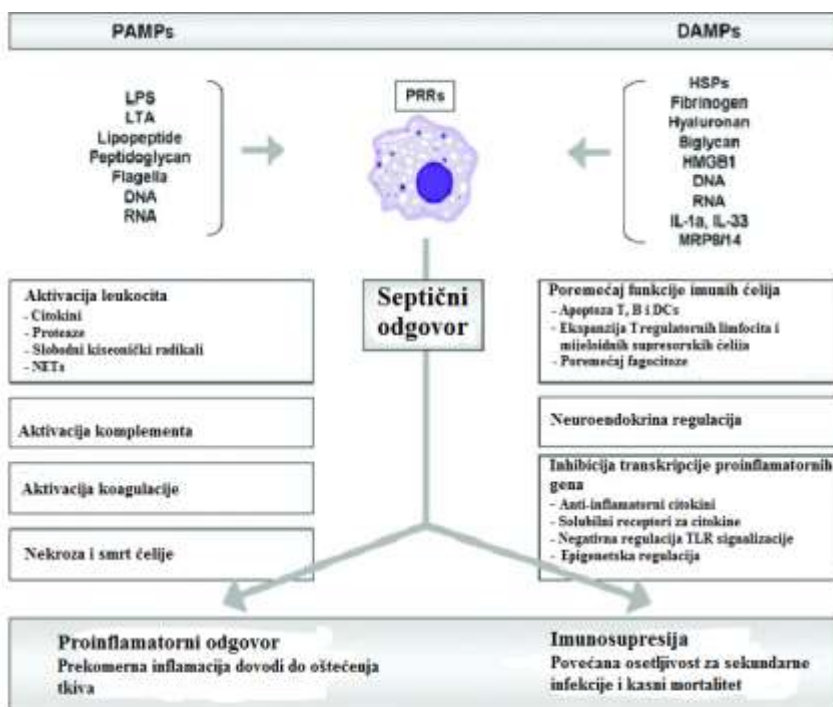 PAMPs
DAMPs
LPS
LTA
Lipopeptide
Peptidoglycan
Flagella
DNA
RNA
PRRs
HSPs
Fibrinogen
Hyaluronan
Biglycan
HMGB1
DNA
RNA
IL-1a, IL-33
MRP8/14
Septični
odgovor
Aktivacija leukocita
- Citokini
- Proteaze
- Slobodni kiseonički radikali
- NETs
Aktivacija komplementa
Aktivacija koagulacije
Nekroza i smrt ćelije
Poremećaj funkcije imunih ćelija
- Apoptoza T, B i DCs
- Ekspanzija T regulatornih limfocita i
mijeloidnih supresorskih ćelija
- Poremećaj fagocitoze
Neuroendokrina regulacija
Inhibicija transkripcije proinflamatornih
gena
- Anti-inflamatorni citokini
- Solubilni receptori za citokine
- Negativna regulacija TLR signalizacije
- Epigenetska regulacija
Proinflamatorni odgovor
Prekomerna inflamacija dovodi do oštećenja
tkiva
Imunosupresija
Povećana osetljivost za sekundarne
infekcije i kasni mortalitet